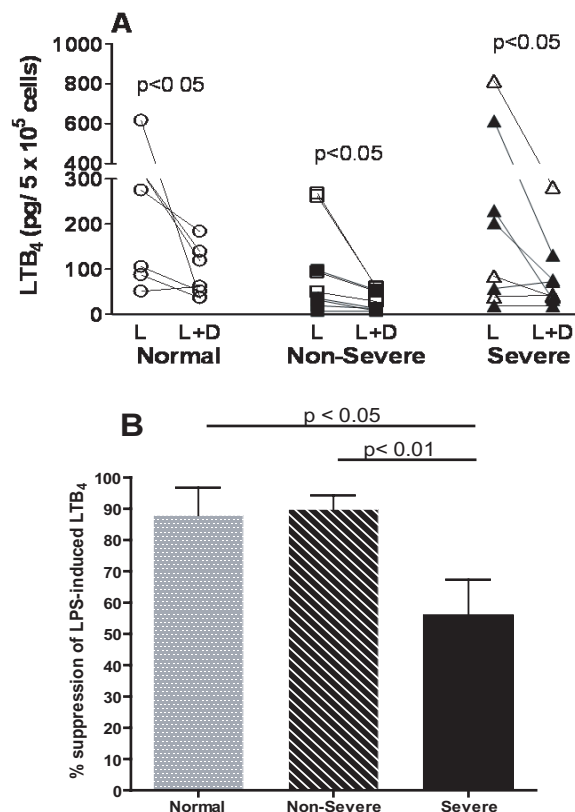 A
LTB4 (pg/ 5 x 10^5 cells)
1000
800
600
400
300
200
100
0
p<0 05
p<0.05
p<0.05
L L+D L L+D L L+D
Normal Non-Severe Severe
B
p < 0.05
p< 0.01
% suppression of LPS-induced LTB4
100
90
80
70
60
50
40
30
20
10
0
Normal Non-Severe Severe